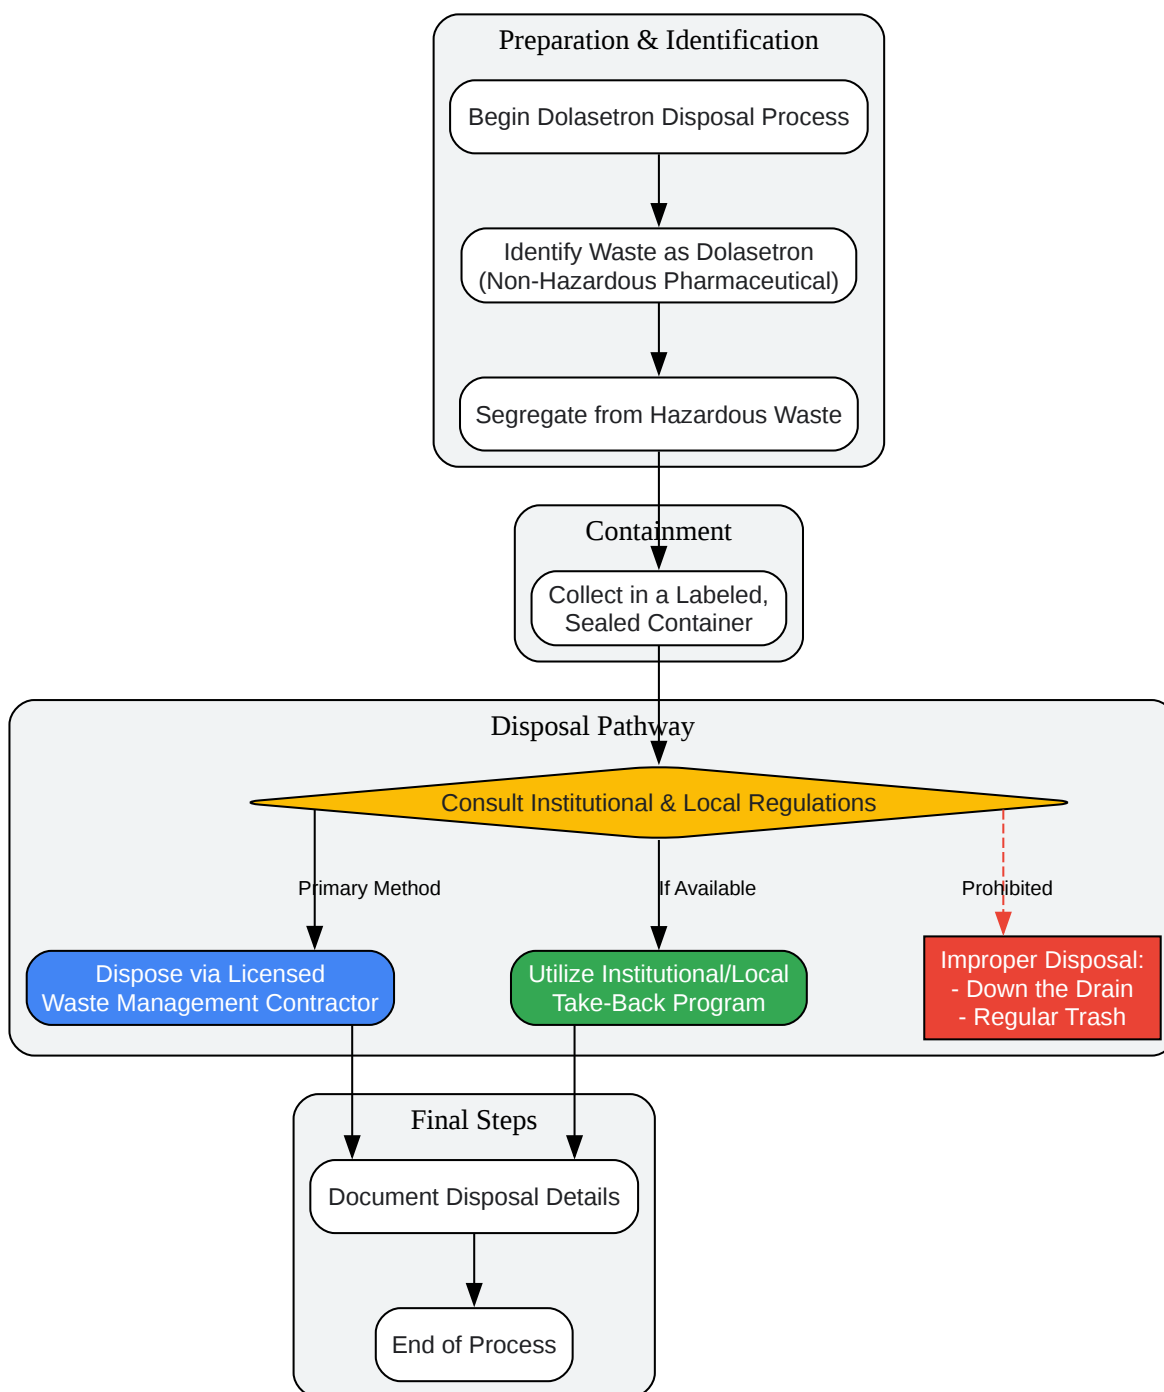 Preparation & Identification
Begin Dolasetron Disposal Process
Identify Waste as Dolasetron
(Non-Hazardous Pharmaceutical)
Segregate from Hazardous Waste
Containment
Collect in a Labeled,
Sealed Container
Disposal Pathway
Consult Institutional & Local Regulations
Primary Method
If Available
Prohibited
Dispose via Licensed
Waste Management Contractor
Utilize Institutional/Local
Take-Back Program
Improper Disposal:
- Down the Drain
- Regular Trash
Final Steps
Document Disposal Details
End of Process